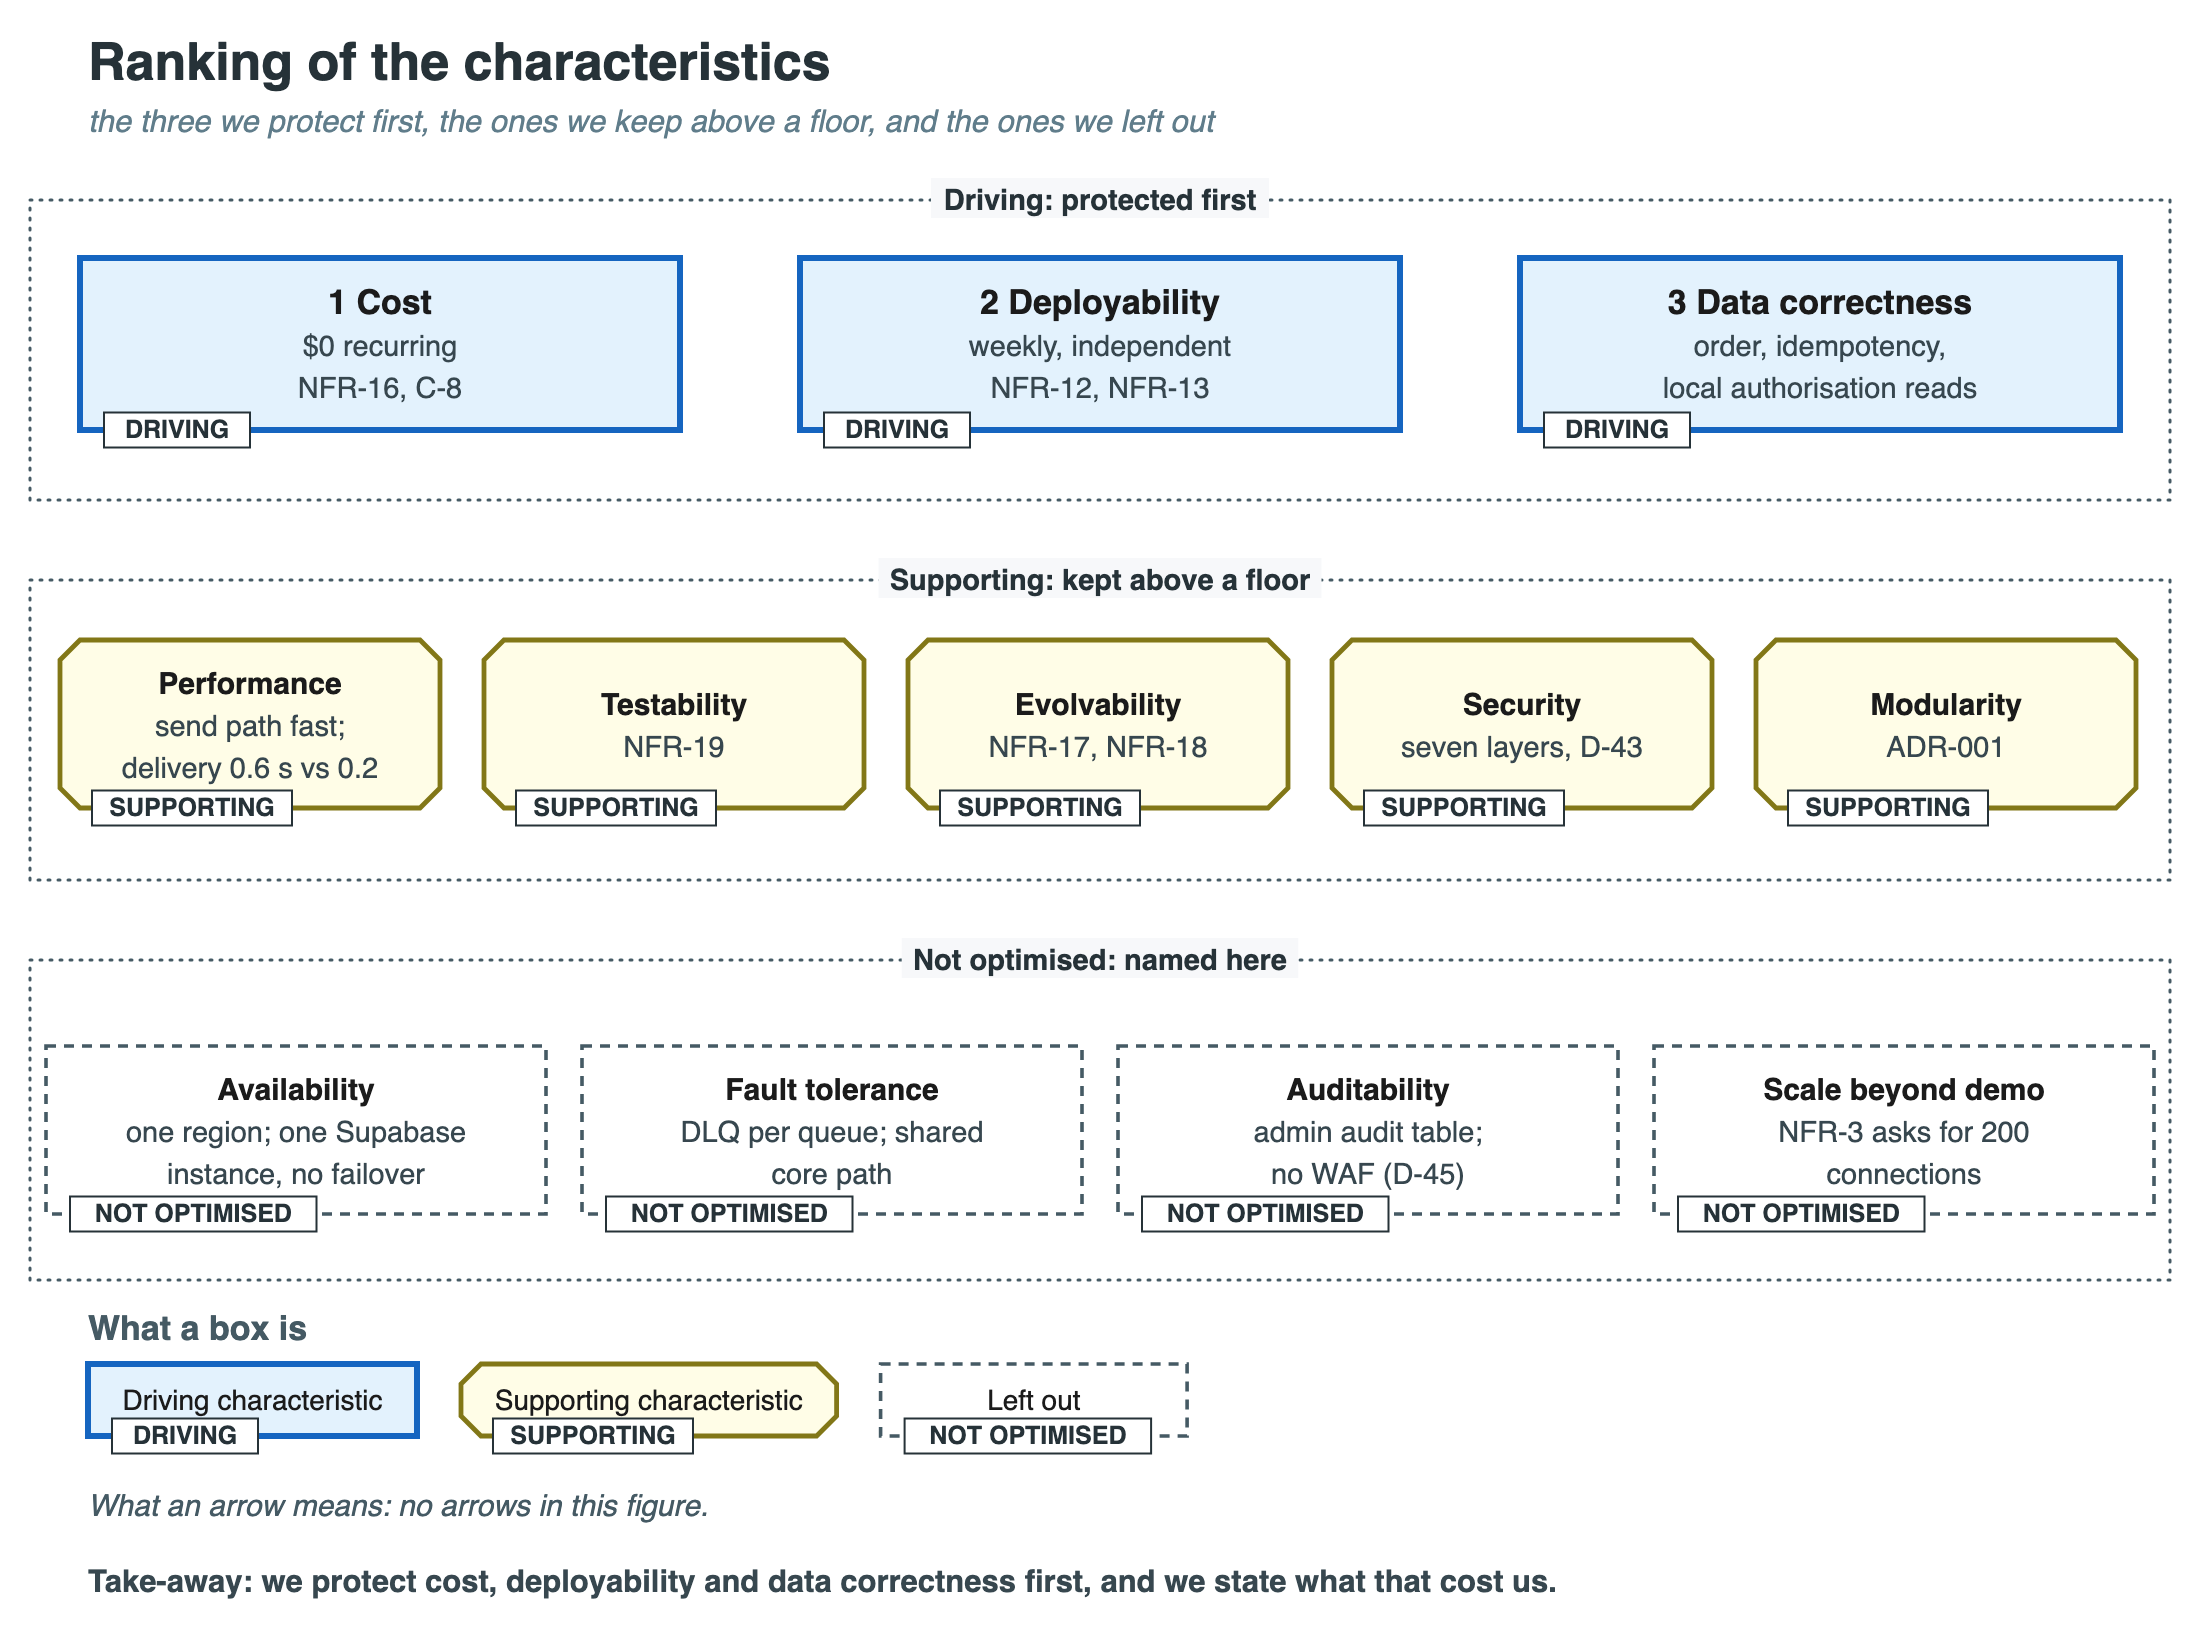 Ranking of the characteristics
the three we protect first, the ones we keep above a floor, and the ones we left out
Driving: protected first
1 Cost
$0 recurring
NFR-16, C-8
DRIVING
2 Deployability
weekly, independent
NFR-12, NFR-13
DRIVING
3 Data correctness
order, idempotency,
local authorisation reads
DRIVING
Supporting: kept above a floor
Performance
send path fast;
delivery 0.6 s vs 0.2
SUPPORTING
Testability
NFR-19
SUPPORTING
Evolvability
NFR-17, NFR-18
SUPPORTING
Security
seven layers, D-43
SUPPORTING
Modularity
ADR-001
SUPPORTING
Not optimised: named here
Availability
one region; one Supabase
instance, no failover
NOT OPTIMISED
Fault tolerance
DLQ per queue; shared
core path
NOT OPTIMISED
Auditability
admin audit table;
no WAF (D-45)
NOT OPTIMISED
Scale beyond demo
NFR-3 asks for 200
connections
NOT OPTIMISED
What a box is
Driving characteristic
DRIVING
Supporting characteristic
SUPPORTING
Left out
NOT OPTIMISED
What an arrow means: no arrows in this figure.
Take-away: we protect cost, deployability and data correctness first, and we state what that cost us.